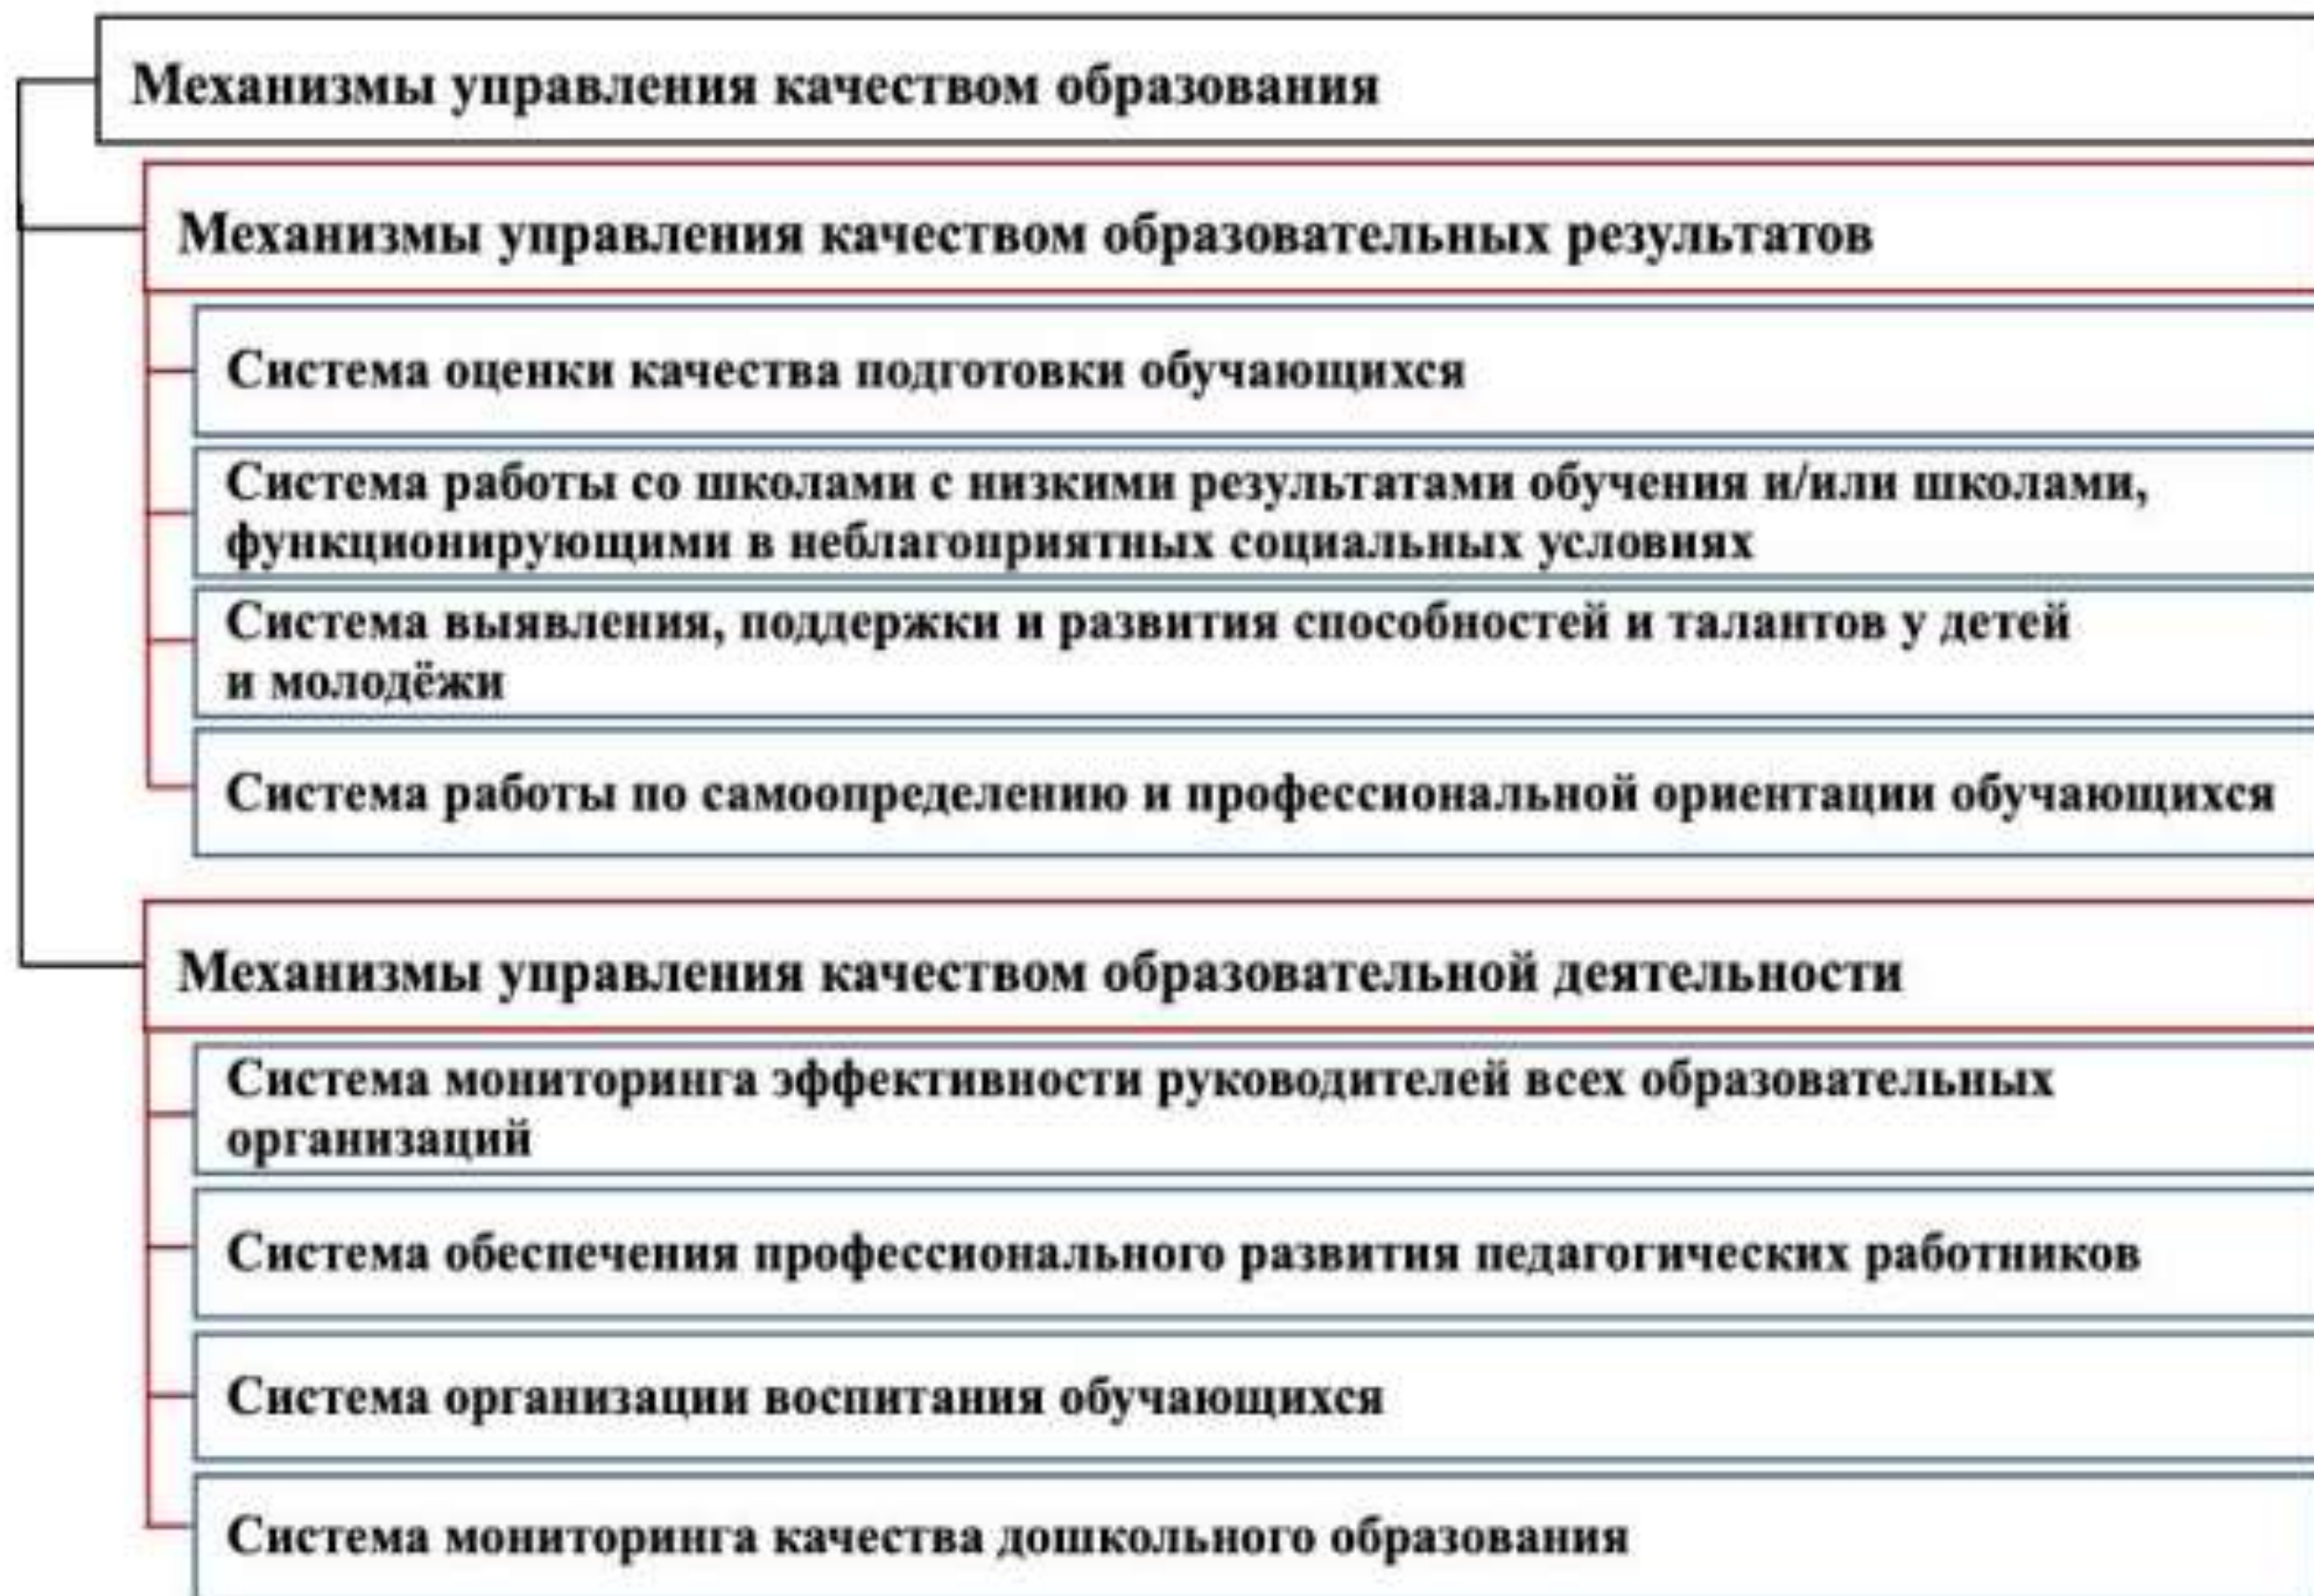 Механизмы управления качеством образования
Механизмы управления качеством образовательных результатов
Система оценки качества подготовки обучающихся
Система работы со школами с низкими результатами обучения и/или школами,
функционирующими в неблагоприятных социальных условиях
Система выявления, поддержки и развития способностей и талантов у детей
и молодёжи
Система работы по самоопределению и профессиональной ориентации обучающихся
Механизмы управления качеством образовательной деятельности
Система мониторинга эффективности руководителей всех образовательных
организаций
Система обеспечения профессионального развития педагогических работников
Система организации воспитания обучающихся
Система мониторинга качества дошкольного образования